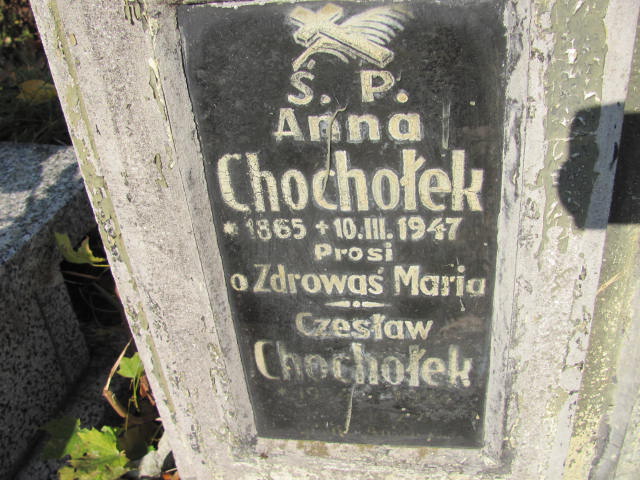 Ś. P.
Anna
Chochołek
* 1865 + 10.III.1947
Prosi
o Zdrowaś Maria
Czesław
Chochołek